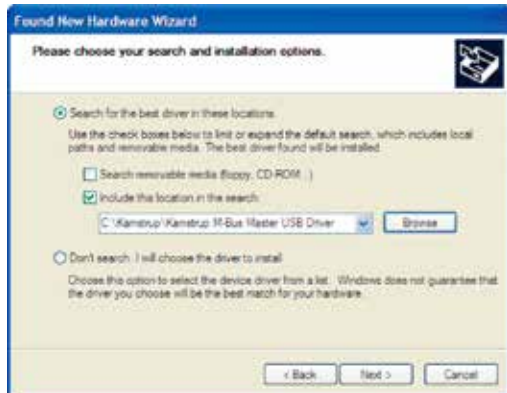 Found New Hardware Wizard
Please choose your search and installation options.
Search for the best driver in these locations.
Use the check boxes below to limit or expand the default search, which includes local
paths and removable media. The best driver found will be installed.
Search removable media (floppy, CD-ROM...)
Include this location in the search:
C:\Kamstrup\Kamstrup M-Bus Master USB Driver
Browse
Don't search. I will choose the driver to install.
Choose this option to select the device driver from a list. Windows does not guarantee that
the driver you choose will be the best match for your hardware.
< Back
Next >
Cancel